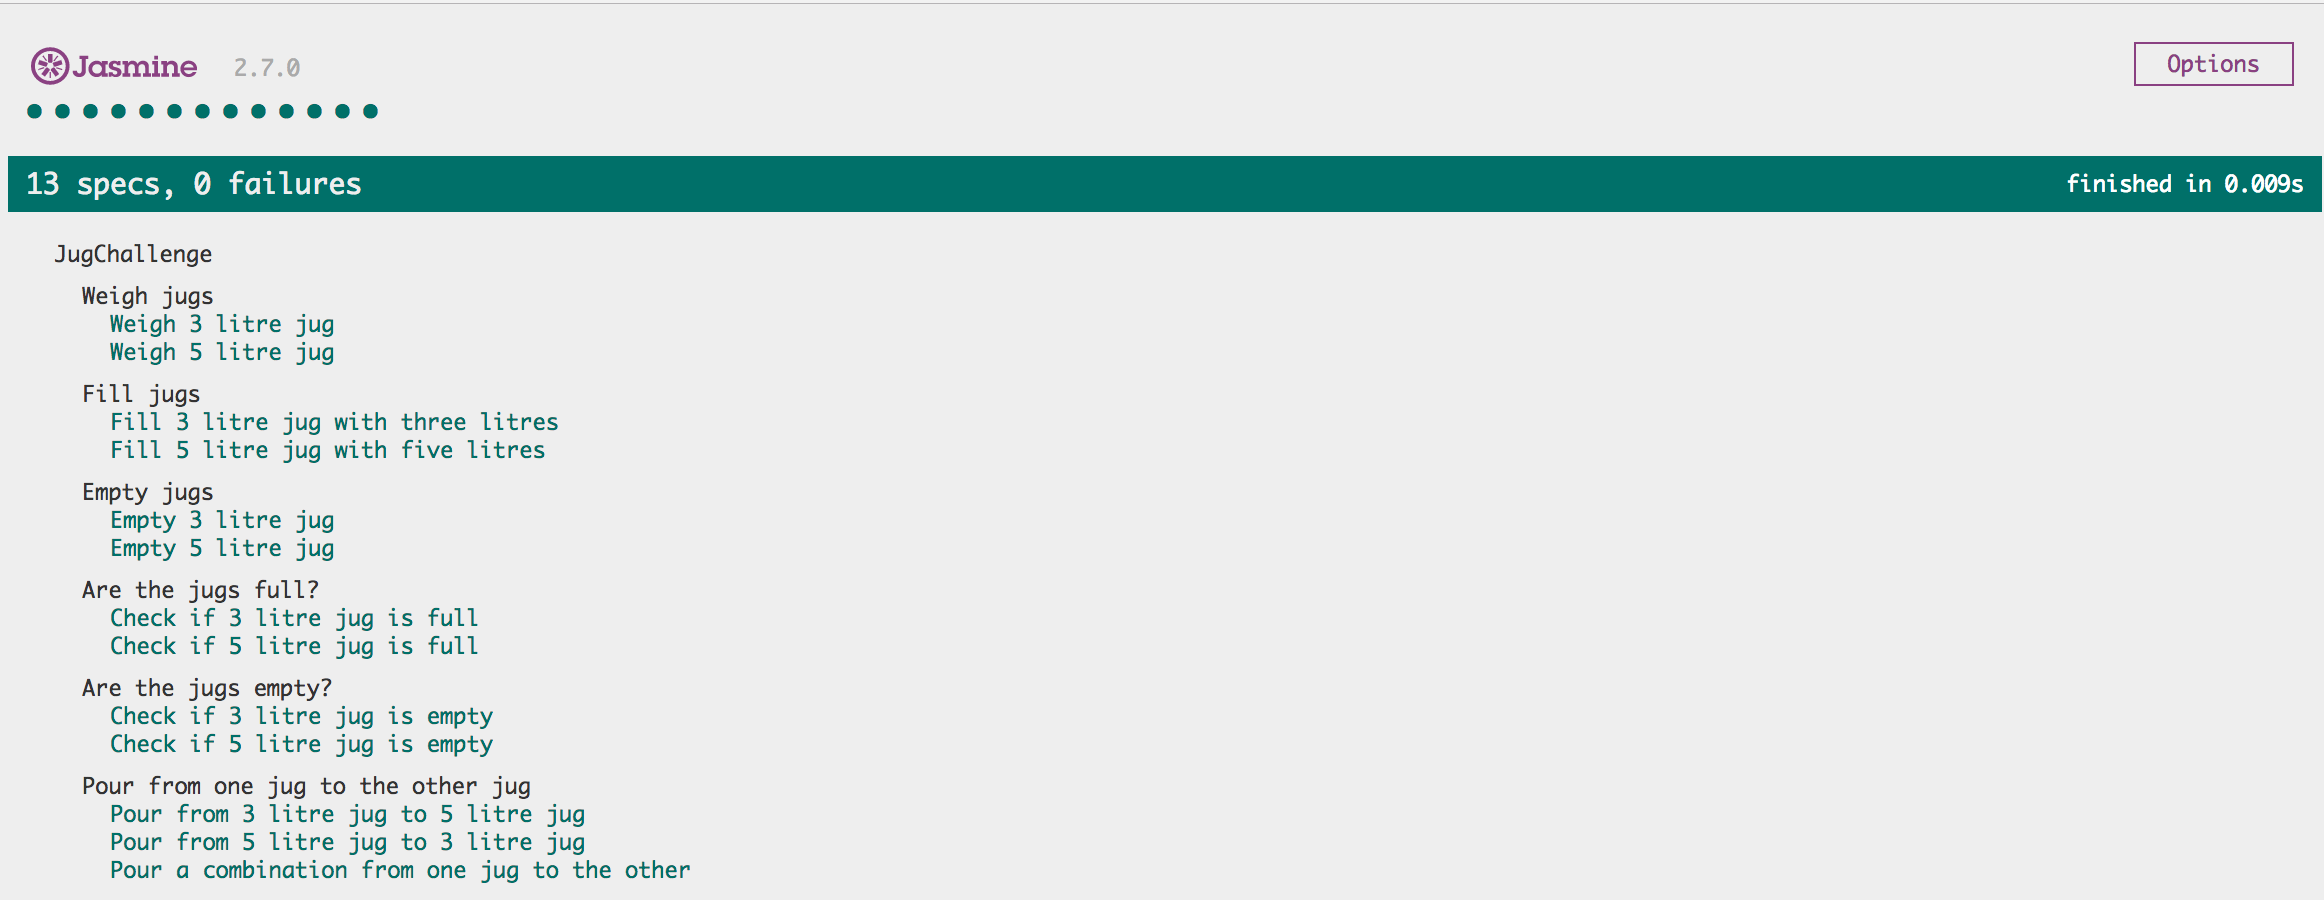 Jasmine 2.7.0
Options
13 specs, 0 failures
finished in 0.009s
JugChallenge
Weigh jugs
Weigh 3 litre jug
Weigh 5 litre jug
Fill jugs
Fill 3 litre jug with three litres
Fill 5 litre jug with five litres
Empty jugs
Empty 3 litre jug
Empty 5 litre jug
Are the jugs full?
Check if 3 litre jug is full
Check if 5 litre jug is full
Are the jugs empty?
Check if 3 litre jug is empty
Check if 5 litre jug is empty
Pour from one jug to the other jug
Pour from 3 litre jug to 5 litre jug
Pour from 5 litre jug to 3 litre jug
Pour a combination from one jug to the other